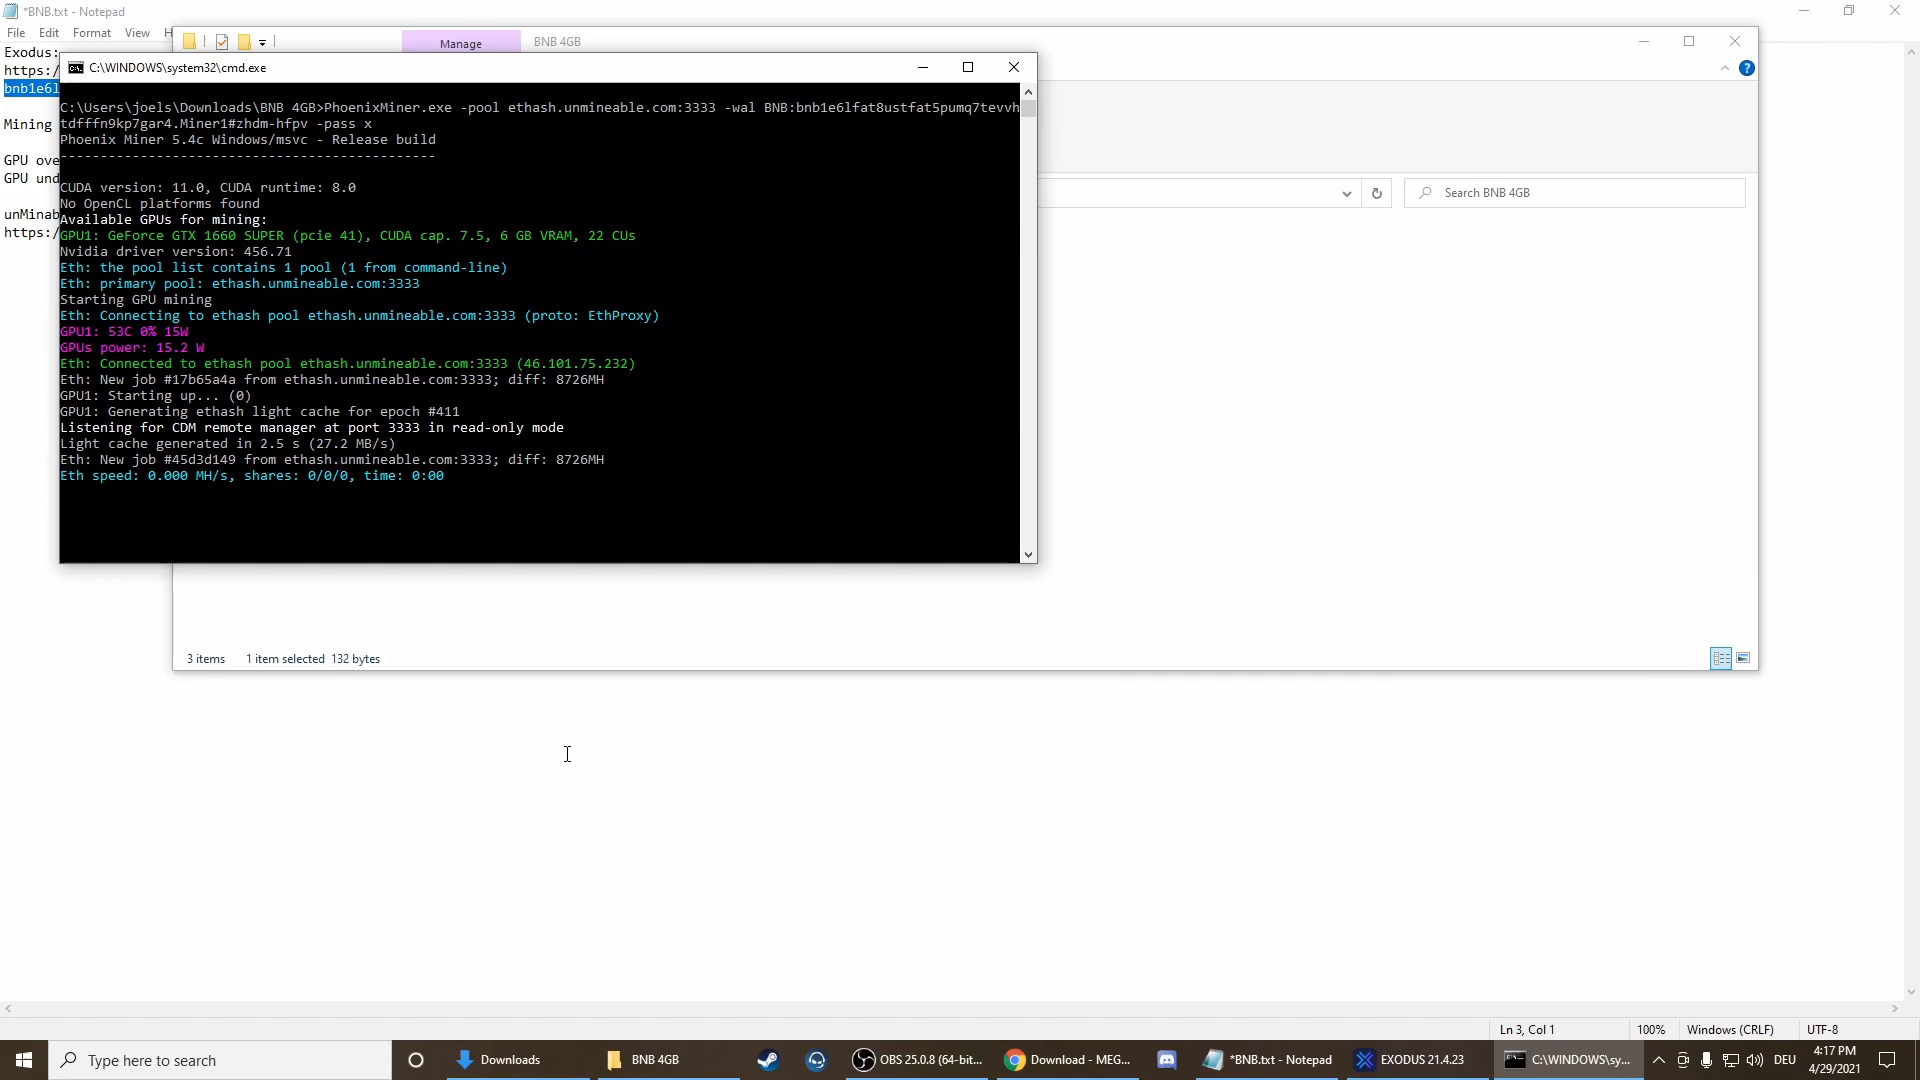 *BNB.txt - Notepad
File Edit Format View H
Manage
BNB 4GB
Exodus:
https:/
bnb1e6l
Mining
GPU ove
GPU und
unMinab
https:/
C:\WINDOWS\system32\cmd.exe
C:\Users\joels\Downloads\BNB 4GB>PhoenixMiner.exe -pool ethash.unmineable.com:3333 -wal BNB:bnb1e6lfat8ustfat5pumq7tevvh
tdfffn9kp7gar4.Miner1#zhdm-hfpv -pass x
Phoenix Miner 5.4c Windows/msvc - Release build
-----------------------------------------------
CUDA version: 11.0, CUDA runtime: 8.0
No OpenCL platforms found
Available GPUs for mining:
GPU1: GeForce GTX 1660 SUPER (pcie 41), CUDA cap. 7.5, 6 GB VRAM, 22 CUs
Nvidia driver version: 456.71
Eth: the pool list contains 1 pool (1 from command-line)
Eth: primary pool: ethash.unmineable.com:3333
Starting GPU mining
Eth: Connecting to ethash pool ethash.unmineable.com:3333 (proto: EthProxy)
GPU1: 53C 0% 15W
GPUs power: 15.2 W
Eth: Connected to ethash pool ethash.unmineable.com:3333 (46.101.75.232)
Eth: New job #17b65a4a from ethash.unmineable.com:3333; diff: 8726MH
GPU1: Starting up... (0)
GPU1: Generating ethash light cache for epoch #411
Listening for CDM remote manager at port 3333 in read-only mode
Light cache generated in 2.5 s (27.2 MB/s)
Eth: New job #45d3d149 from ethash.unmineable.com:3333; diff: 8726MH
Eth speed: 0.000 MH/s, shares: 0/0/0, time: 0:00
Search BNB 4GB
3 items 1 item selected 132 bytes
Ln 3, Col 1 100% Windows (CRLF) UTF-8
Type here to search
Downloads
BNB 4GB
OBS 25.0.8 (64-bit...
Download - MEG...
*BNB.txt - Notepad
EXODUS 21.4.23
C:\WINDOWS\sy...
DEU
4:17 PM
4/29/2021